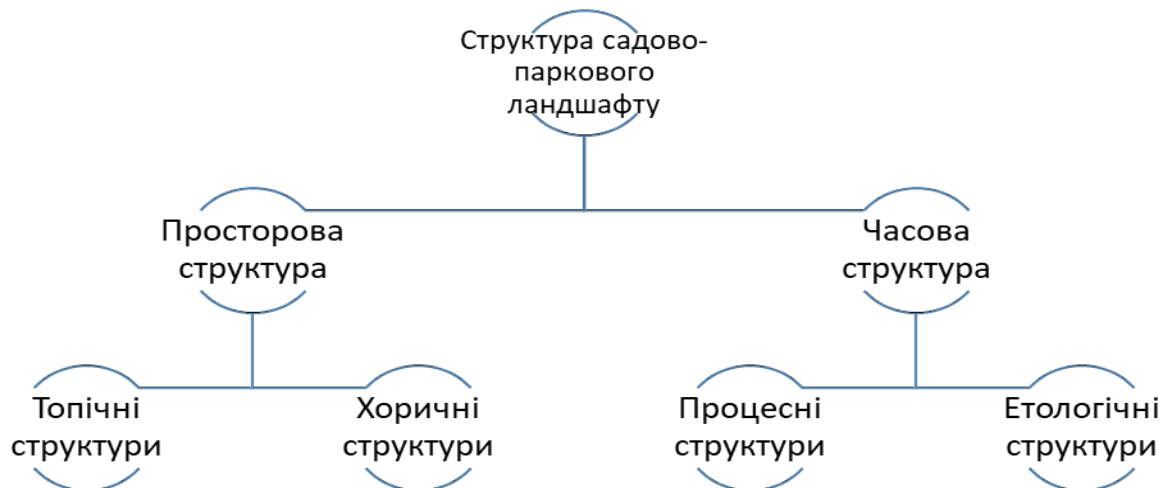 Структура садово-
паркового
ландшафту
Просторова
структура
Часова
структура
Топічні
структури
Хоричні
структури
Процесні
структури
Етологічні
структури